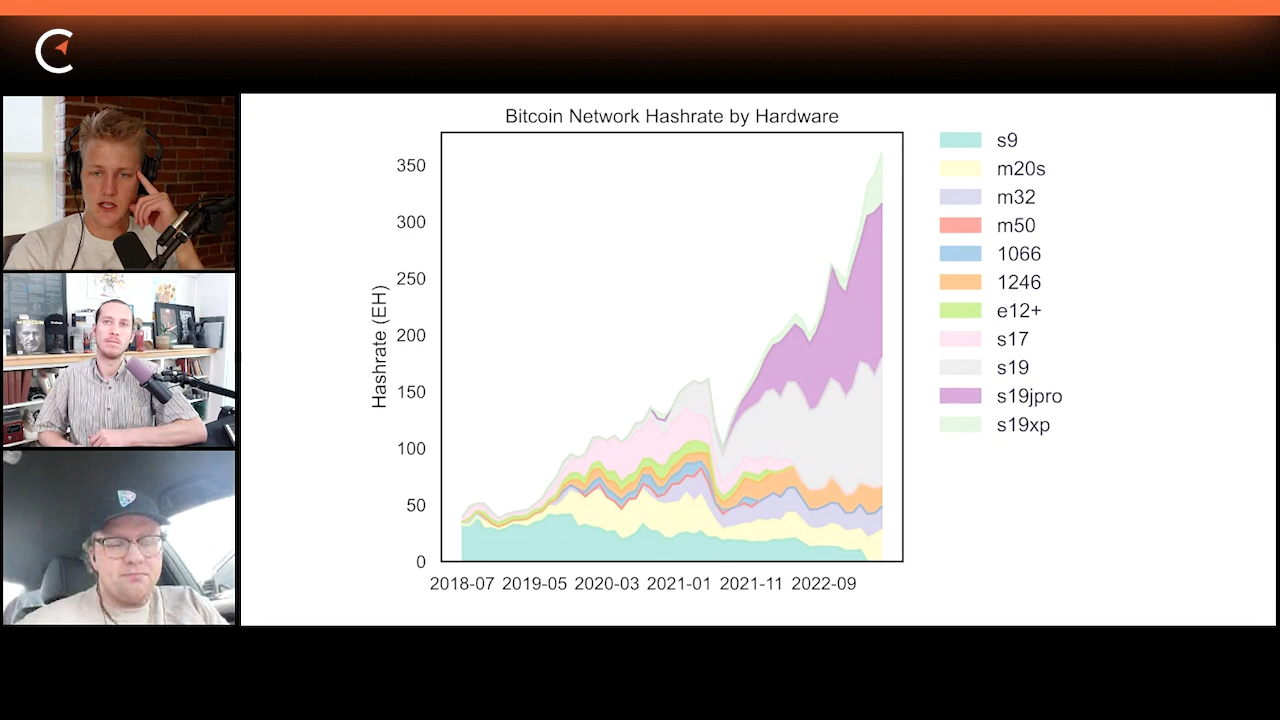 Bitcoin Network Hashrate by Hardware
Hashrate (EH)
350
300
250
200
150
100
50
0
2018-07 2019-05 2020-03 2021-01 2021-11 2022-09
s9
m20s
m32
m50
1066
1246
e12+
s17
s19
s19jpro
s19xp